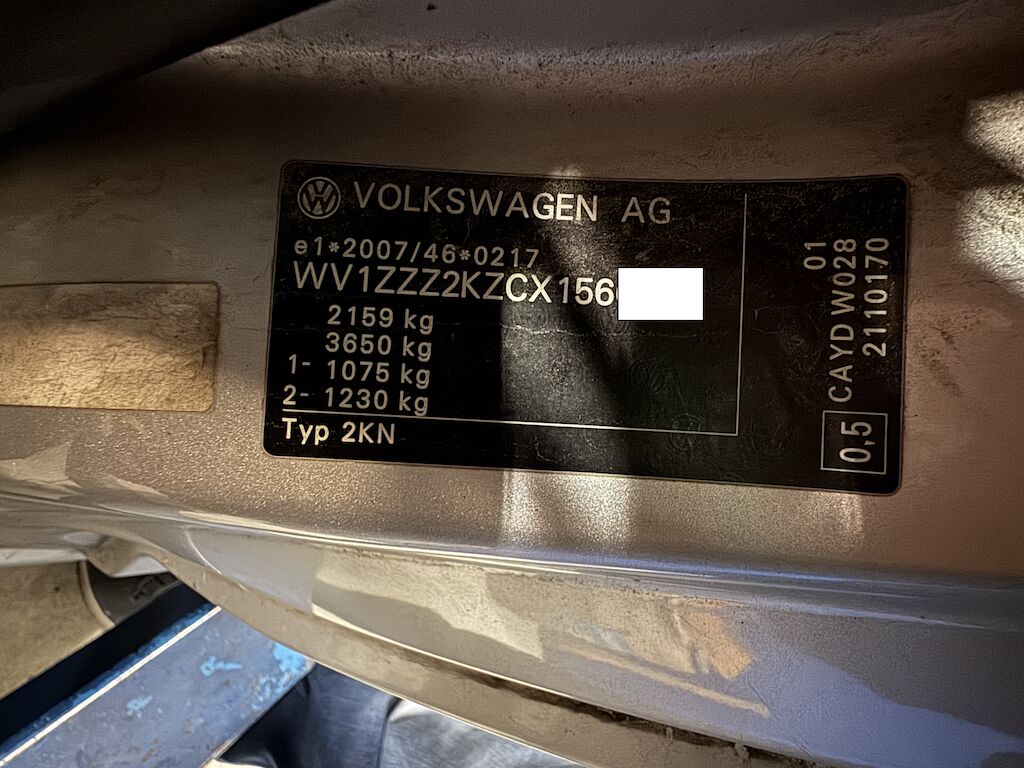 VOLKSWAGEN AG
e1*2007/46*0217
WV1ZZZ2KZCX156
2159 kg
3650 kg
1- 1075 kg
2- 1230 kg
Typ 2KN
01
CAYD W028
2110170
0,5